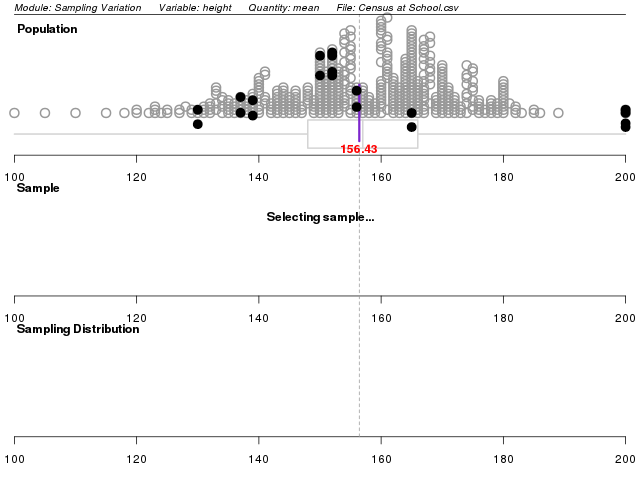 Module: Sampling Variation Variable: height Quantity: mean File: Census at School.csv
Population
156.43
100 120 140 160 180 200
Sample
Selecting sample...
100 120 140 160 180 200
Sampling Distribution
100 120 140 160 180 200